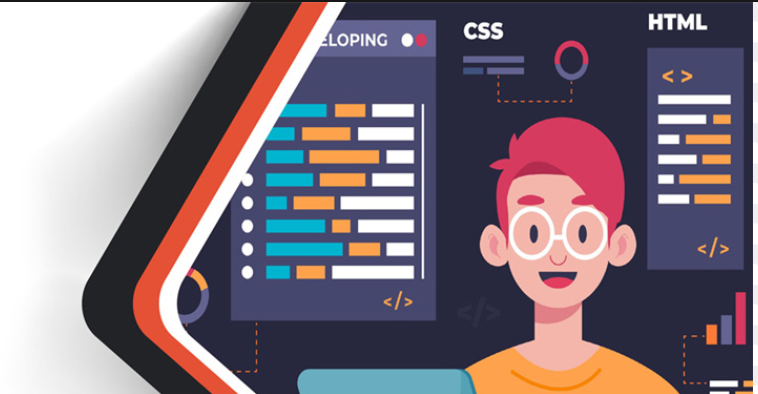 ELOPING
CSS
HTML
< >
</>
</>
</>